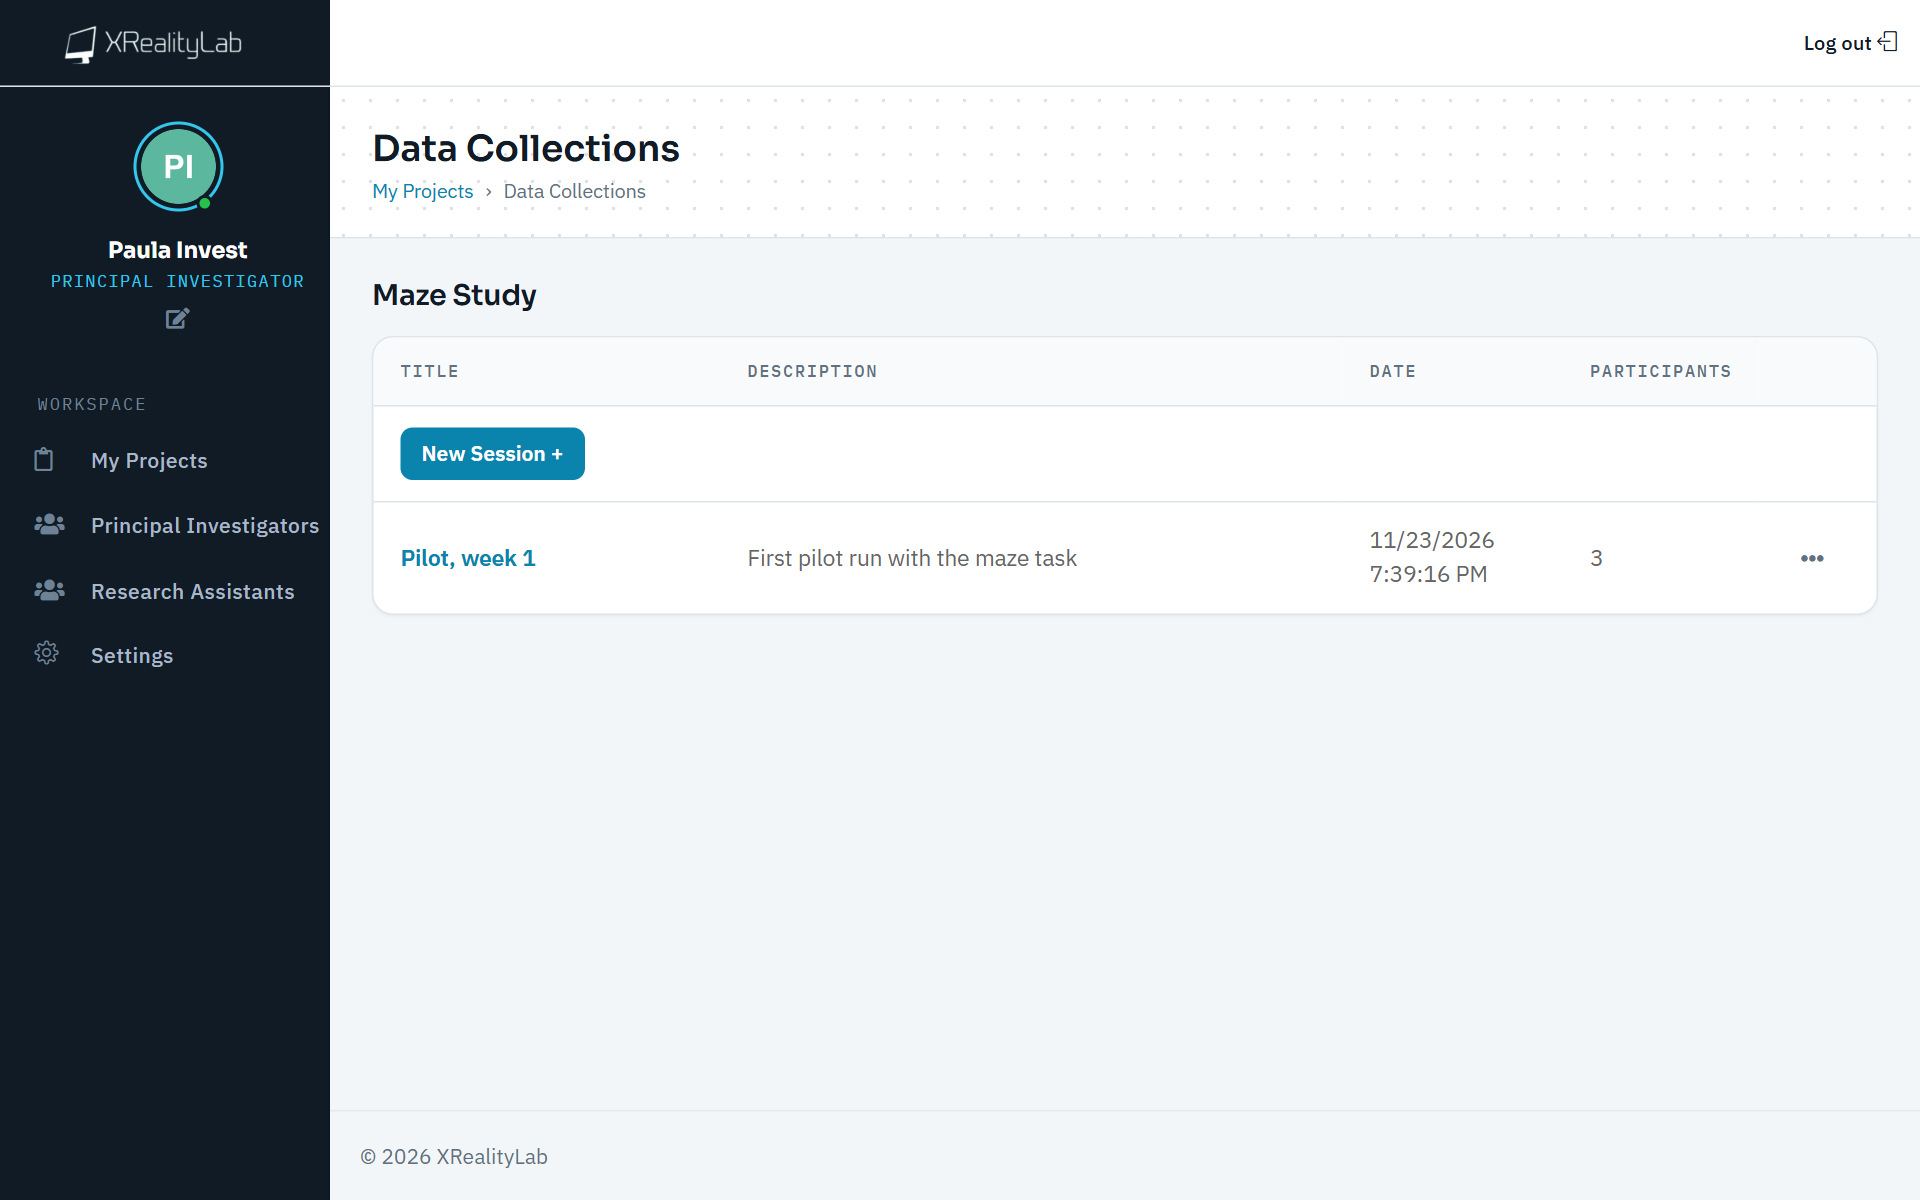 XRealityLab
Log out
PI
Paula Invest
PRINCIPAL INVESTIGATOR
WORKSPACE
My Projects
Principal Investigators
Research Assistants
Settings
Data Collections
My Projects › Data Collections
Maze Study
TITLE DESCRIPTION DATE PARTICIPANTS
New Session +
Pilot, week 1 First pilot run with the maze task 11/23/2026 7:39:16 PM 3 •••
© 2026 XRealityLab